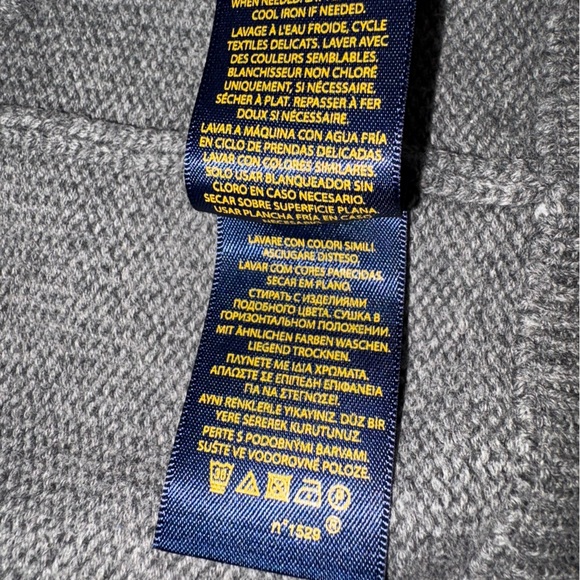 WHEN NEEDED.
COOL IRON IF NEEDED.
LAVAGE À L'EAU FROIDE, CYCLE
TEXTILES DELICATS. LAVER AVEC
DES COULEURS SEMBLABLES.
BLANCHISSEUR NON CHLORÉ
UNIQUEMENT, SI NÉCESSAIRE.
SÉCHER À PLAT. REPASSER À FER
DOUX SI NÉCESSAIRE.
LAVAR A MÁQUINA CON AGUA FRÍA
EN CICLO DE PRENDAS DELICADAS.
LAVAR CON COLORES SIMILARES.
SOLO USAR BLANQUEADOR SIN
CLORO EN CASO NECESARIO.
SECAR SOBRE SUPERFICIE PLANA.
USAR PLANCHA FRÍA EN CASO
NECESARIO
LAVARE CON COLORI SIMILI.
ASCIUGARE DISTESO.
LAVAR COM CORES PARECIDAS.
SECAR EM PLANO.
СТИРАТЬ С ИЗДЕЛИЯМИ
ПОДОБНОГО ЦВЕТА. СУШКА В
ГОРИЗОНТАЛЬНОМ ПОЛОЖЕНИИ.
MIT ÄHNLICHEN FARBEN WASCHEN.
LIEGEND TROCKNEN.
ΠΛΥΝΕΤΕ ΜΕ ΙΔΙΑ ΧΡΩΜΑΤΑ.
ΑΠΛΩΣΤΕ ΣΕ ΕΠΙΠΕΔΗ ΕΠΙΦΑΝΕΙΑ
ΓΙΑ ΝΑ ΣΤΕΓΝΩΣΕΙ.
AYNI RENKLERLE YIKAYINIZ. DÜZ BİR
YERE SEREREK KURUTUNUZ.
PERTE S PODOBNÝMI BARVAMI.
SUŠTE VE VODOROVNÉ POLOZE.
30
n°1529 ®